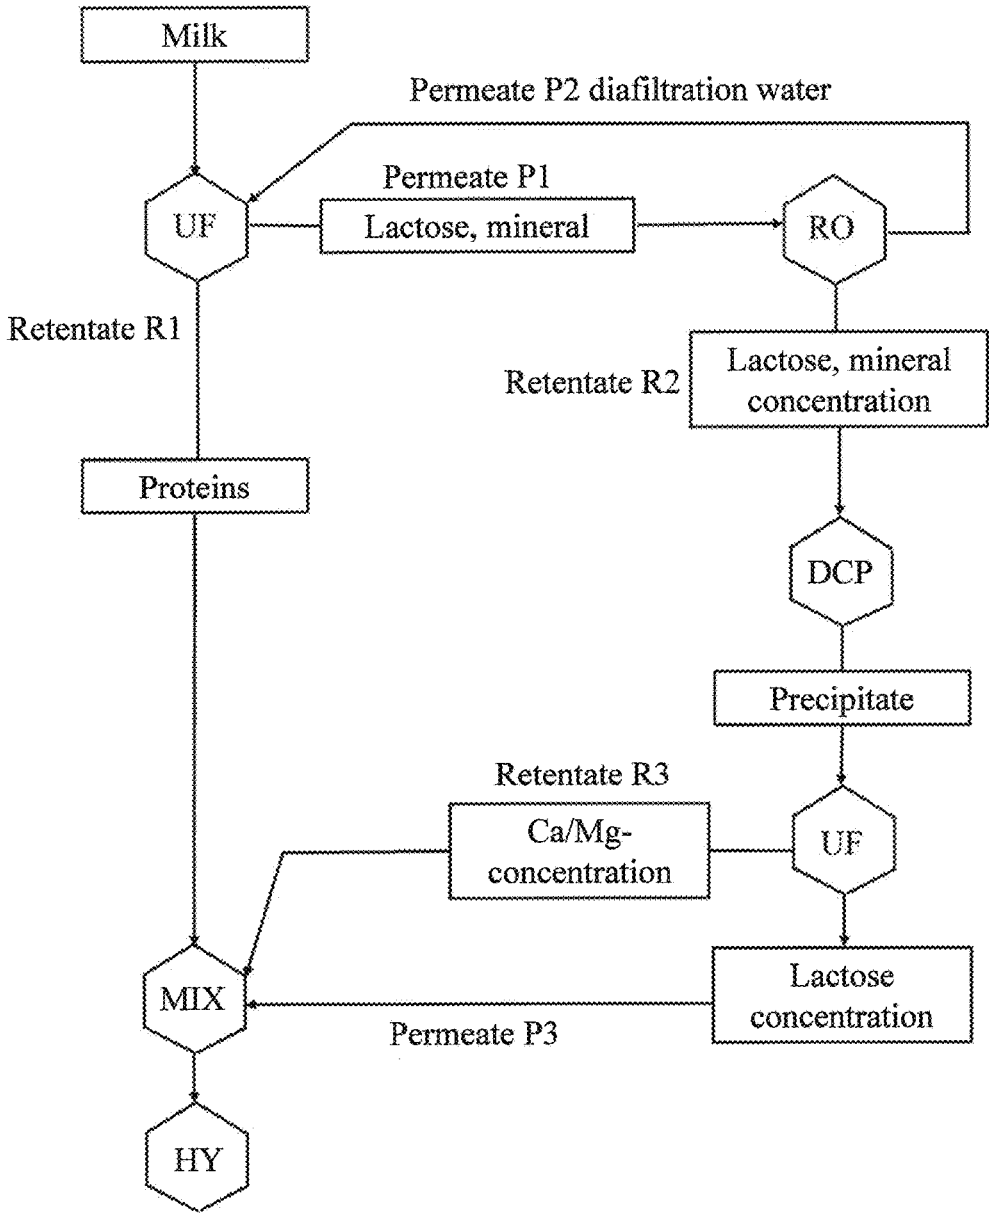 Milk
Permeate P2 diafiltration water
Permeate P1
UF
Lactose, mineral
RO
Retentate R1
Lactose, mineral
concentration
Retentate R2
Proteins
DCP
Precipitate
Retentate R3
Ca/Mg-
concentration
UF
Lactose
concentration
MIX
Permeate P3
HY